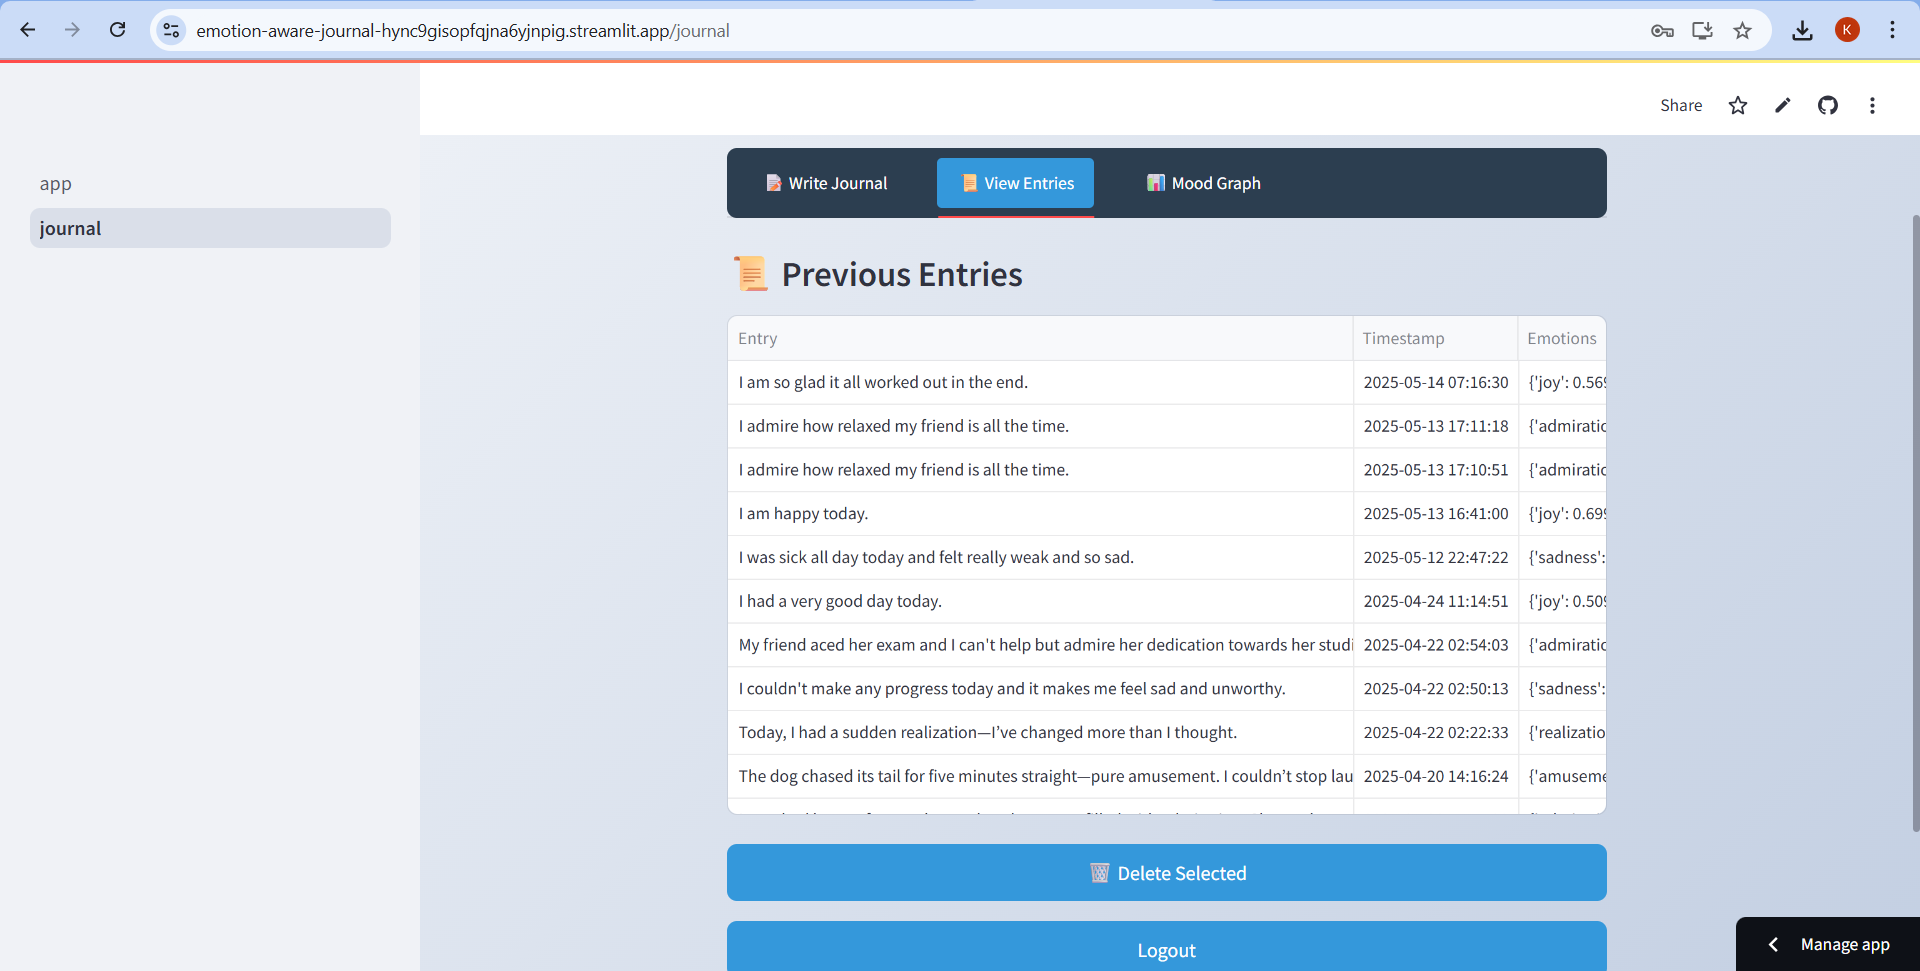 emotion-aware-journal-hync9gisopfqjna6yjnpig.streamlit.app/journal
K
Share
app
journal
Write Journal
View Entries
Mood Graph
Previous Entries
Entry Timestamp Emotions
I am so glad it all worked out in the end. 2025-05-14 07:16:30 {'joy': 0.569
I admire how relaxed my friend is all the time. 2025-05-13 17:11:18 {'admiratio
I admire how relaxed my friend is all the time. 2025-05-13 17:10:51 {'admiratio
I am happy today. 2025-05-13 16:41:00 {'joy': 0.699
I was sick all day today and felt really weak and so sad. 2025-05-12 22:47:22 {'sadness':
I had a very good day today. 2025-04-24 11:14:51 {'joy': 0.509
My friend aced her exam and I can't help but admire her dedication towards her studi 2025-04-22 02:54:03 {'admiratio
I couldn't make any progress today and it makes me feel sad and unworthy. 2025-04-22 02:50:13 {'sadness':
Today, I had a sudden realization—I’ve changed more than I thought. 2025-04-22 02:22:33 {'realizatio
The dog chased its tail for five minutes straight—pure amusement. I couldn’t stop lau 2025-04-20 14:16:24 {'amuseme
Delete Selected
Logout
Manage app